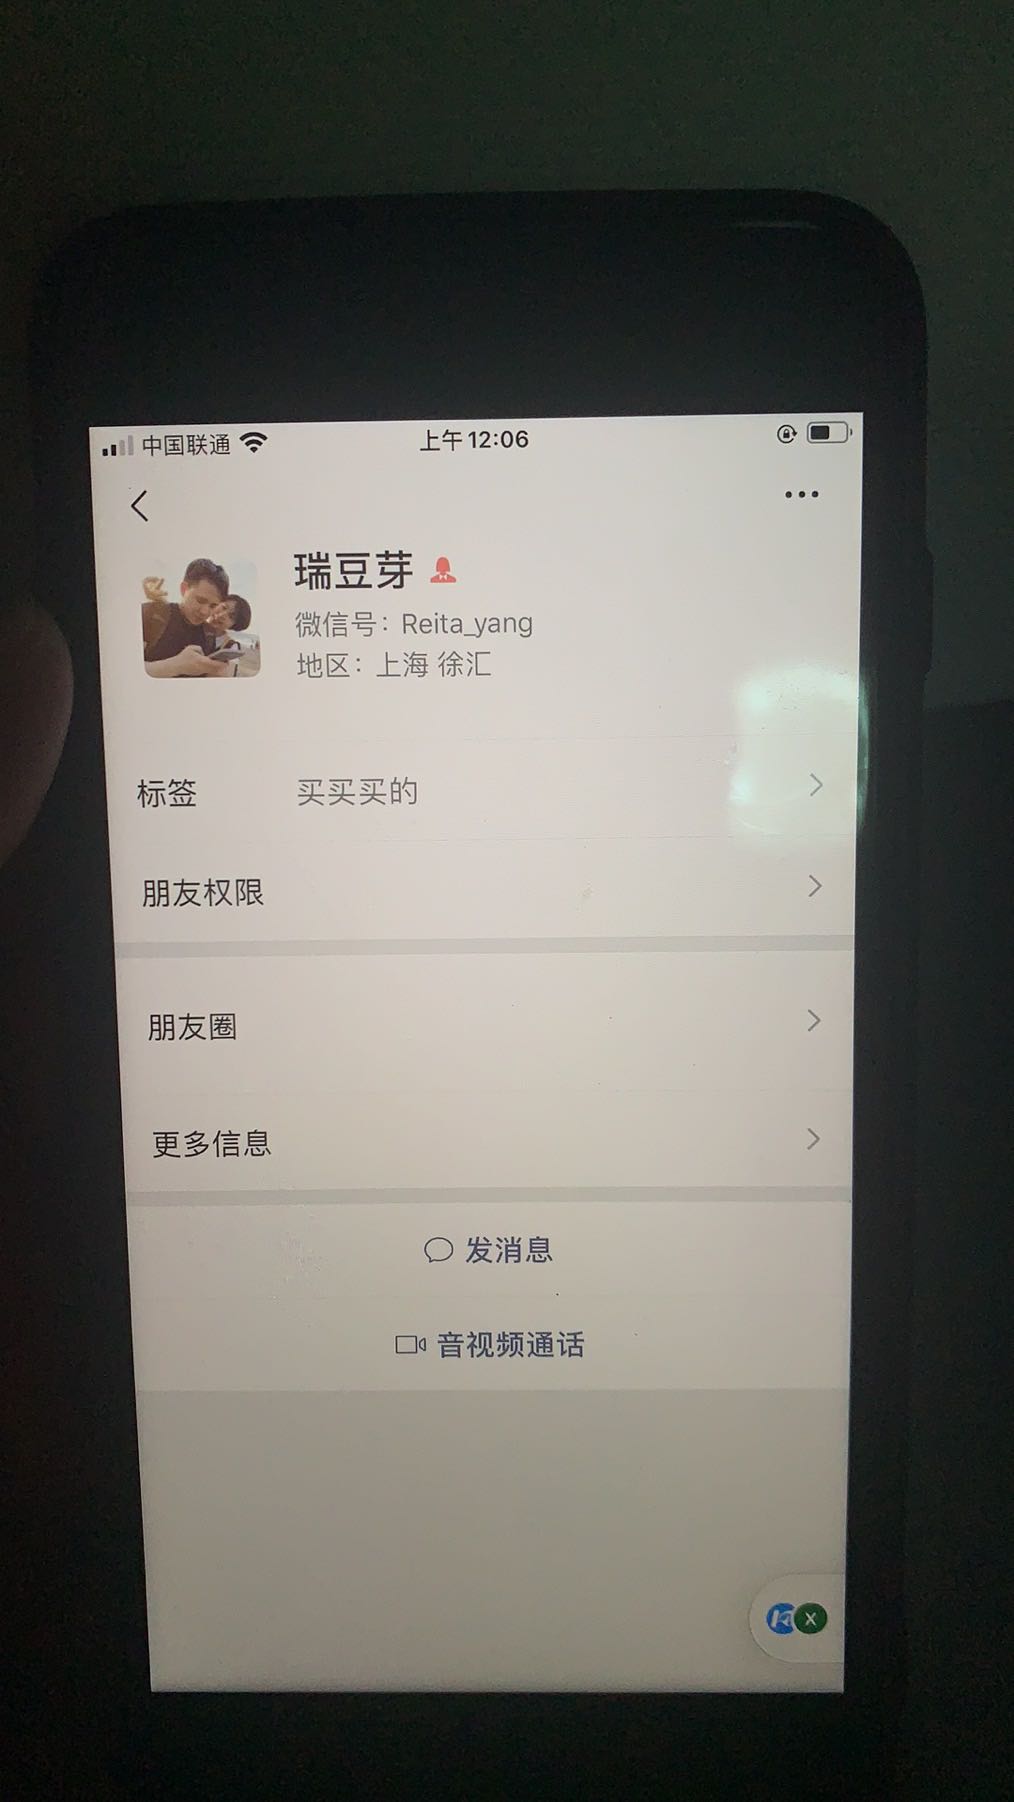 中国联通
上午12:06
瑞豆芽
微信号：Reita_yang
地区：上海 徐汇
标签 买买买的
朋友权限
朋友圈
更多信息
发消息
音视频通话
X